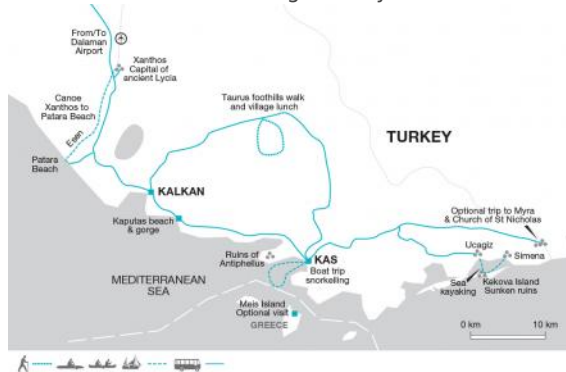 From/To
Dalaman
Airport
Xanthos
Capital of
ancient Lycia
Canoe
Xanthos to
Patara Beach
Esen
Patara
Beach
Taurus foothills walk
and village lunch
TURKEY
KALKAN
Kaputas beach
& gorge
Optional trip to Myra
& Church of St Nicholas
Ruins of
Antiphellus
KAS
Boat trip
snorkelling
Ucagiz
Simena
Sea
kayaking
Kekova Island
Sunken ruins
MEDITERRANEAN
SEA
Meis Island
Optional visit
GREECE
0 km
10 km